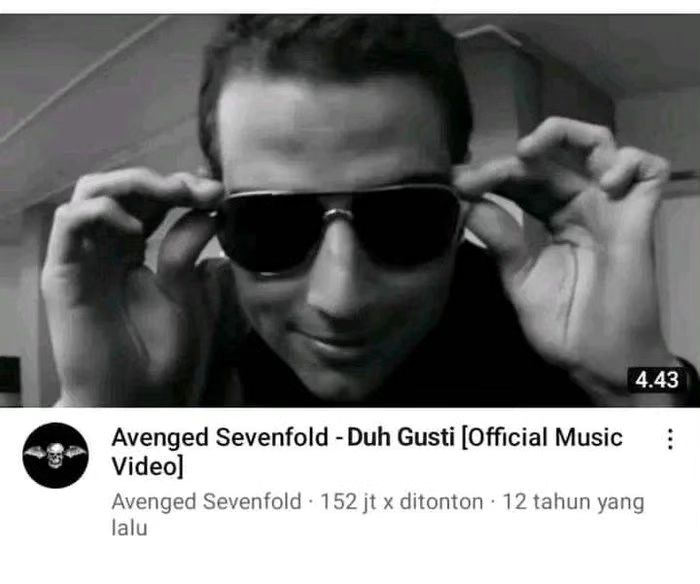 4.43
Avenged Sevenfold - Duh Gusti [Official Music
Video]
Avenged Sevenfold · 152 jt x ditonton · 12 tahun yang
lalu